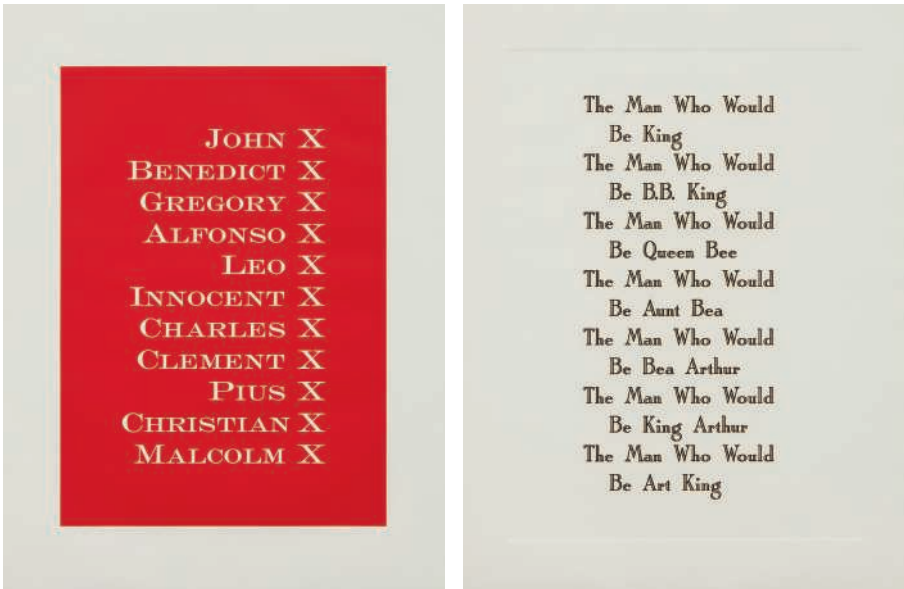 John X
Benedict X
Gregory X
Alfonso X
Leo X
Innocent X
Charles X
Clement X
Pius X
Christian X
Malcolm X
The Man Who Would
Be King
The Man Who Would
Be B.B. King
The Man Who Would
Be Queen Bee
The Man Who Would
Be Aunt Bea
The Man Who Would
Be Bea Arthur
The Man Who Would
Be King Arthur
The Man Who Would
Be Art King